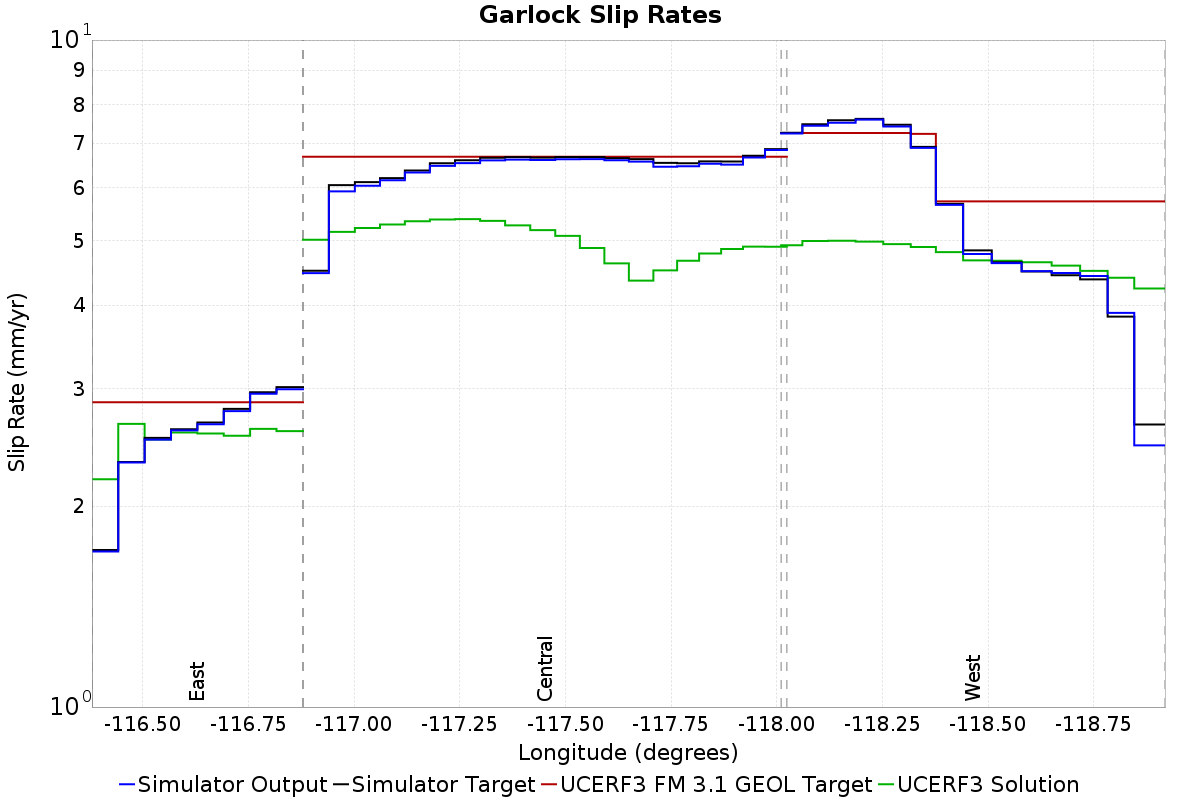 Garlock Slip Rates
10^1
9
8
7
6
5
4
3
2
10^0
Slip Rate (mm/yr)
East
Central
West
-116.50 -116.75 -117.00 -117.25 -117.50 -117.75 -118.00 -118.25 -118.50 -118.75
Longitude (degrees)
Simulator Output Simulator Target UCERF3 FM 3.1 GEOL Target UCERF3 Solution